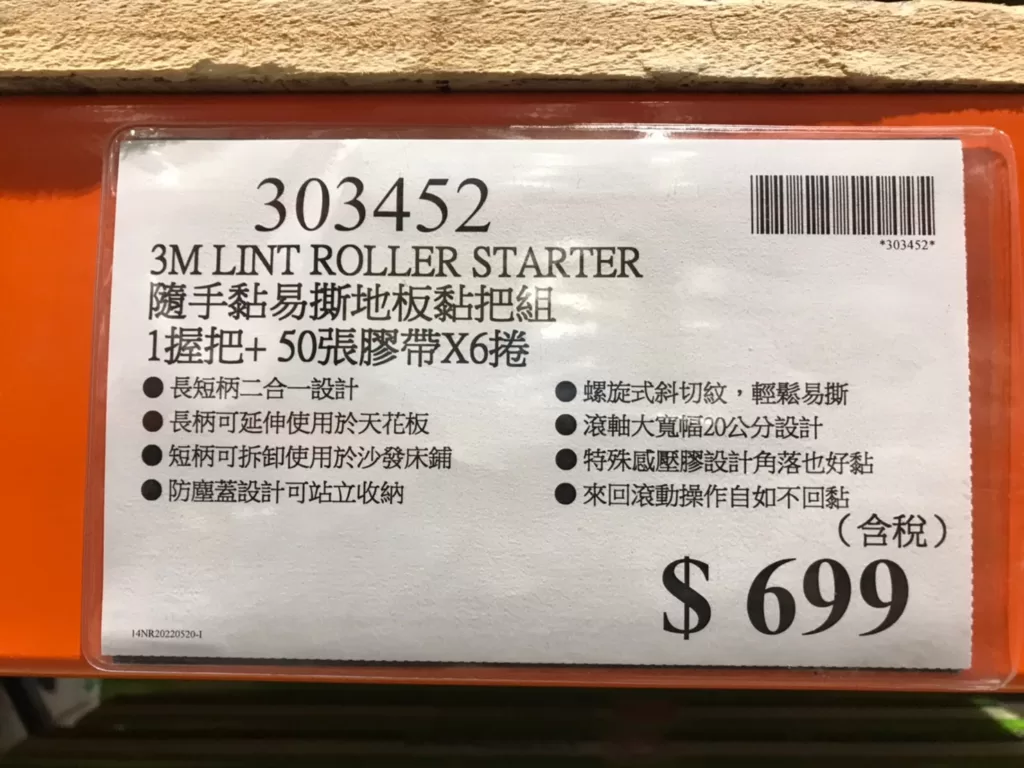 303452
*303452*
3M LINT ROLLER STARTER
隨手黏易撕地板黏把組
1握把+ 50張膠帶X6捲
●長短柄二合一設計
●長柄可延伸使用於天花板
●短柄可拆卸使用於沙發床鋪
●防塵蓋設計可站立收納
●螺旋式斜切紋，輕鬆易撕
●滾軸大寬幅20公分設計
●特殊感壓膠設計角落也好黏
●來回滾動操作自如不回黏
（含稅）
$ 699
14NR20220520-1